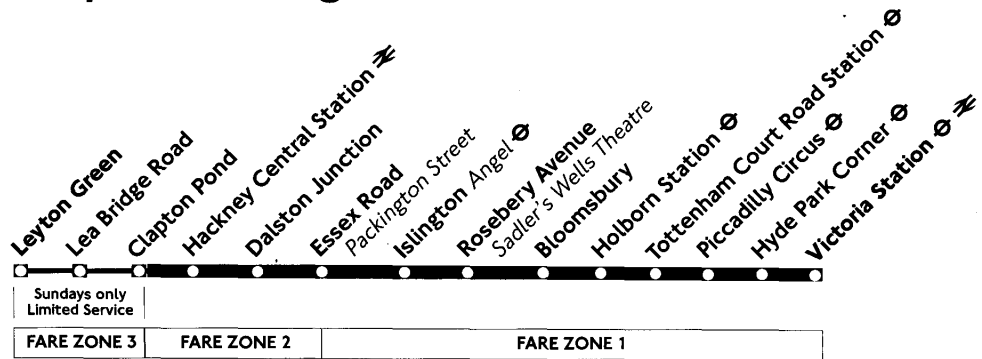 Leyton Green
Lea Bridge Road
Clapton Pond
Hackney Central Station
Dalston Junction
Essex Road
Packington Street
Islington Angel
Rosebery Avenue
Sadler's Wells Theatre
Bloomsbury
Holborn Station
Tottenham Court Road Station
Piccadilly Circus
Hyde Park Corner
Victoria Station
Sundays only
Limited Service
FARE ZONE 3
FARE ZONE 2
FARE ZONE 1